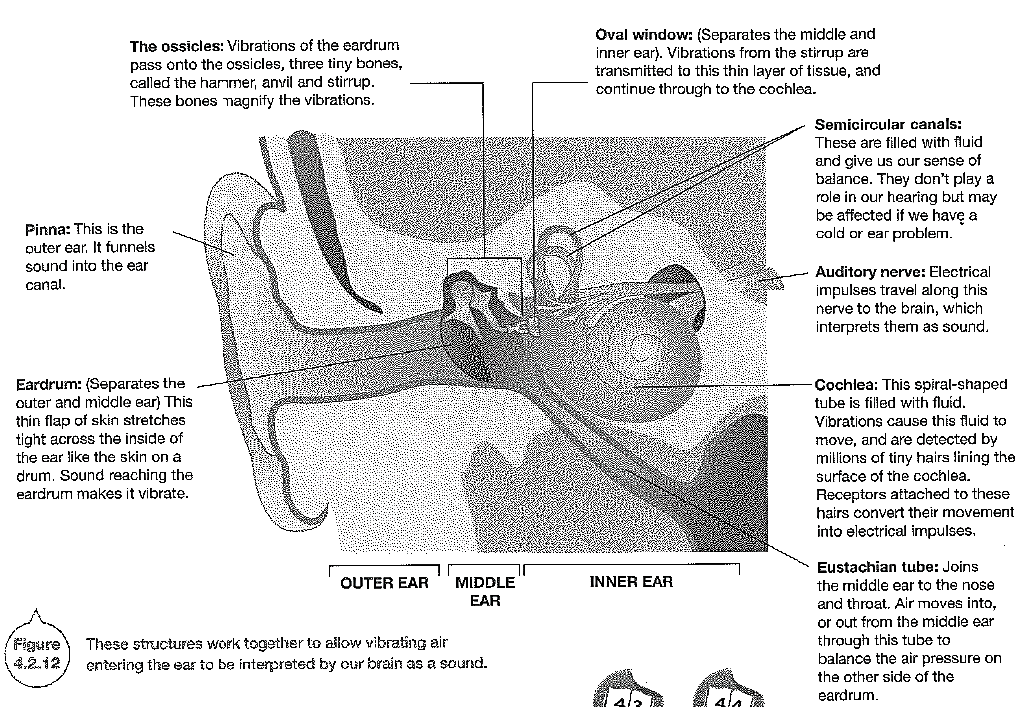 The ossicles: Vibrations of the eardrum
pass onto the ossicles, three tiny bones,
called the hammer, anvil and stirrup.
These bones magnify the vibrations.
Oval window: (Separates the middle and
inner ear). Vibrations from the stirrup are
transmitted to this thin layer of tissue, and
continue through to the cochlea.
Semicircular canals:
These are filled with fluid
and give us our sense of
balance. They don't play a
role in our hearing but may
be affected if we have a
cold or ear problem.
Pinna: This is the
outer ear. It funnels
sound into the ear
canal.
Auditory nerve: Electrical
impulses travel along this
nerve to the brain, which
interprets them as sound.
Eardrum: (Separates the
outer and middle ear) This
thin flap of skin stretches
tight across the inside of
the ear like the skin on a
drum. Sound reaching the
eardrum makes it vibrate.
Cochlea: This spiral-shaped
tube is filled with fluid.
Vibrations cause this fluid to
move, and are detected by
millions of tiny hairs lining the
surface of the cochlea.
Receptors attached to these
hairs convert their movement
into electrical impulses.
Eustachian tube: Joins
the middle ear to the nose
and throat. Air moves into,
or out from the middle ear
through this tube to
balance the air pressure on
the other side of the
eardrum.
OUTER EAR
MIDDLE
EAR
INNER EAR
Figure
4.2.12
These structures work together to allow vibrating air
entering the ear to be interpreted by our brain as a sound.